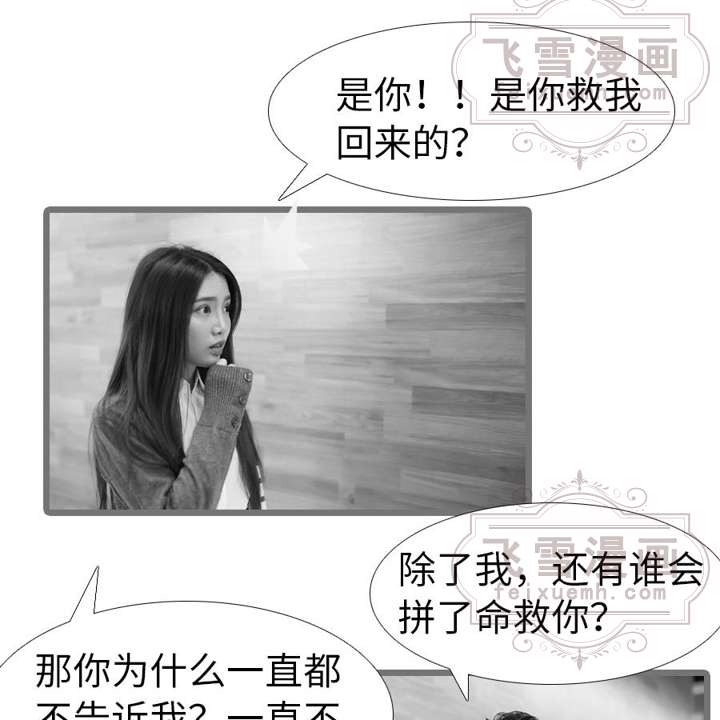 飞雪漫画
feixuemh.com
是你！！是你救我
回来的？
飞雪漫画
feixuemh.com
除了我，还有谁会
拼了命救你？
那你为什么一直都
不告诉我？一直不